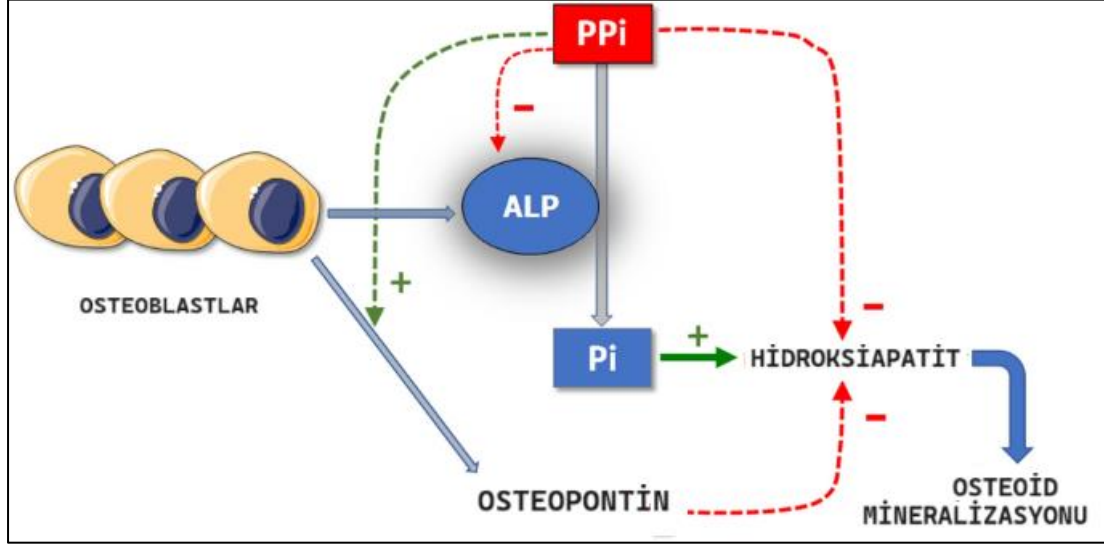 PPi
−
ALP
OSTEOBLASTLAR
+
−
Pi
+
HİDROKSİAPATİT
−
OSTEOPONTİN
OSTEOİD
MİNERALİZASYONU